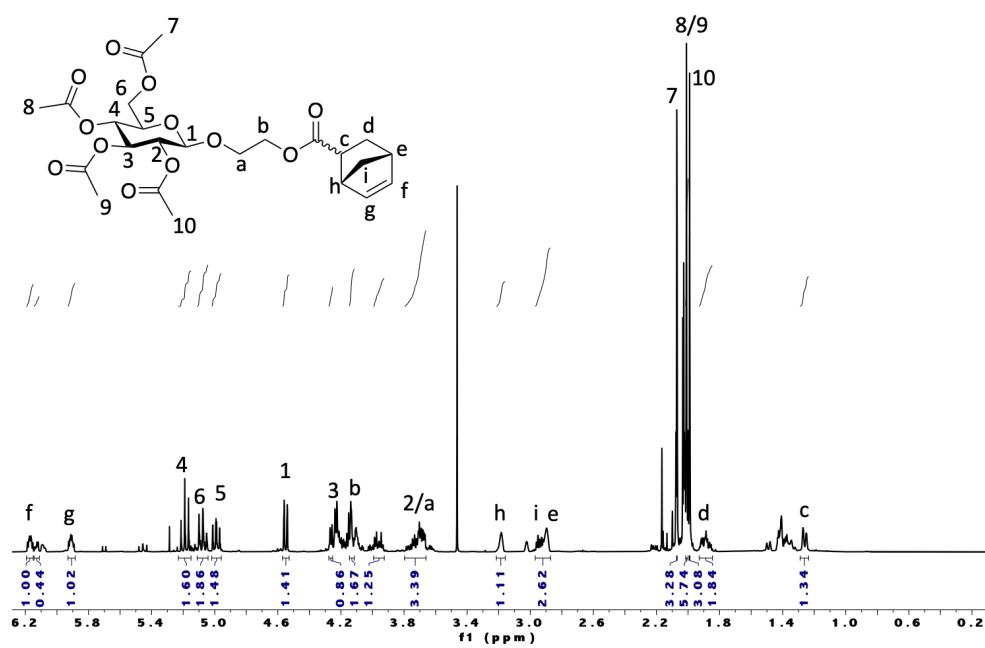 7
O
O
6
O
8
4
5
O
O
1
O
b
O
O
c
d
e
i
h
f
g
a
O
3
2
O
O
O
9
10
8/9
7
10
f
g
4
6
5
1
3
b
2/a
h
i
e
d
c
1.00
0.44
1.02
1.60
1.86
1.48
1.41
0.86
1.67
1.25
3.39
1.11
2.62
3.28
5.74
3.08
1.84
1.34
6.2 5.8 5.4 5.0 4.6 4.2 3.8 3.4 3.0 2.6 2.2 1.8 1.4 1.0 0.6 0.2
f1 (ppm)